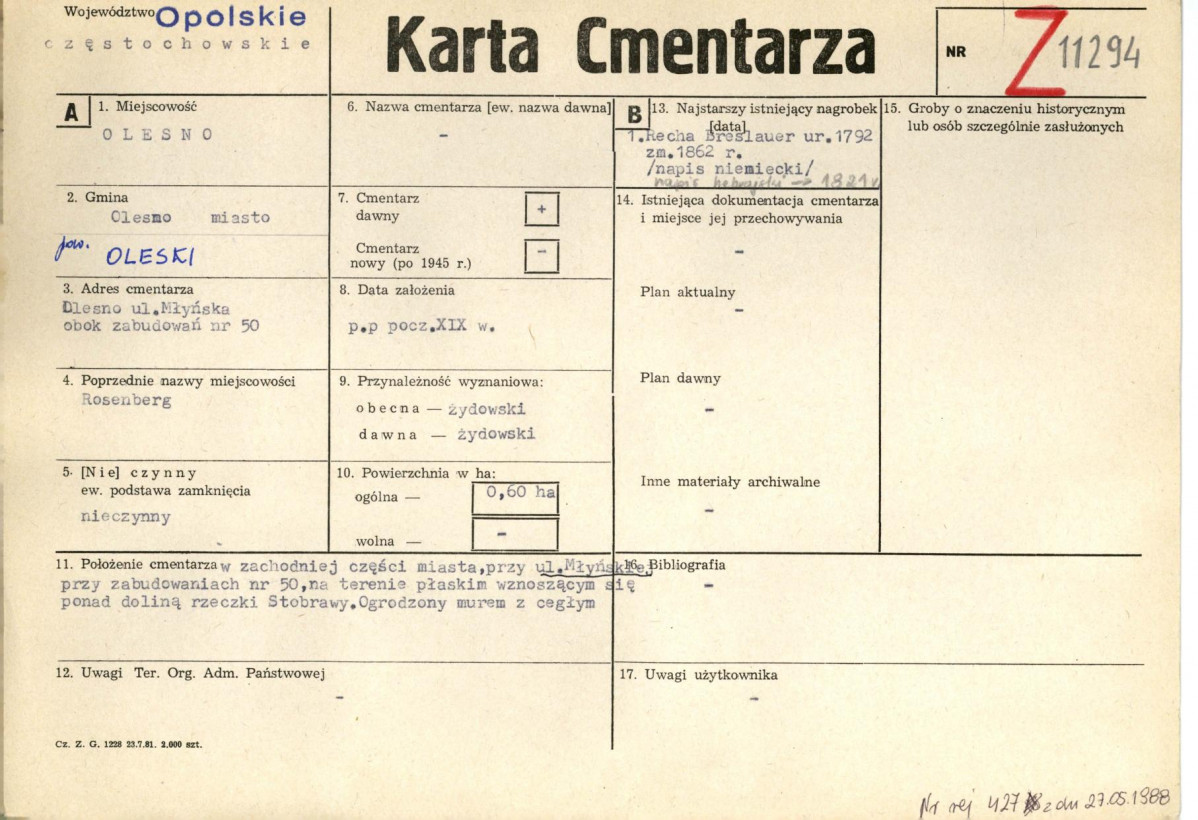 Województwo Opolskie
częstochowskie
Karta Cmentarza
NR Z 11294
A
1. Miejscowość
OLESNO
2. Gmina
Olesno miasto
pow. OLESKI
3. Adres cmentarza
Olesno ul.Młyńska
obok zabudowań nr 50
4. Poprzednie nazwy miejscowości
Rosenberg
5. [Nie] czynny
ew. podstawa zamknięcia
nieczynny
6. Nazwa cmentarza [ew. nazwa dawna]
-
7. Cmentarz
dawny +
Cmentarz
nowy (po 1945 r.) -
8. Data założenia
p.p pocz.XIX w.
9. Przynależność wyznaniowa:
obecna — żydowski
dawna — żydowski
10. Powierzchnia w ha:
ogólna — 0,60 ha
wolna — -
11. Położenie cmentarza w zachodniej części miasta,przy ul.Młyńskiej
przy zabudowaniach nr 50,na terenie płaskim wznoszącym się
ponad doliną rzeczki Stobrawy.Ogrodzony murem z cegłym
12. Uwagi Ter. Org. Adm. Państwowej
-
Cz. Z. G. 1228 23.7.81. 2.000 szt.
B
13. Najstarszy istniejący nagrobek
[data]
1.Recha Breslauer ur.1792
zm.1862 r.
/napis niemiecki/
napis hebrajski → 1821 r.
14. Istniejąca dokumentacja cmentarza
i miejsce jej przechowywania
-
Plan aktualny
-
Plan dawny
-
Inne materiały archiwalne
-
15. Groby o znaczeniu historycznym
lub osób szczególnie zasłużonych
16. Bibliografia
-
17. Uwagi użytkownika
-
Nr rej 427 z dn 27.05.1988